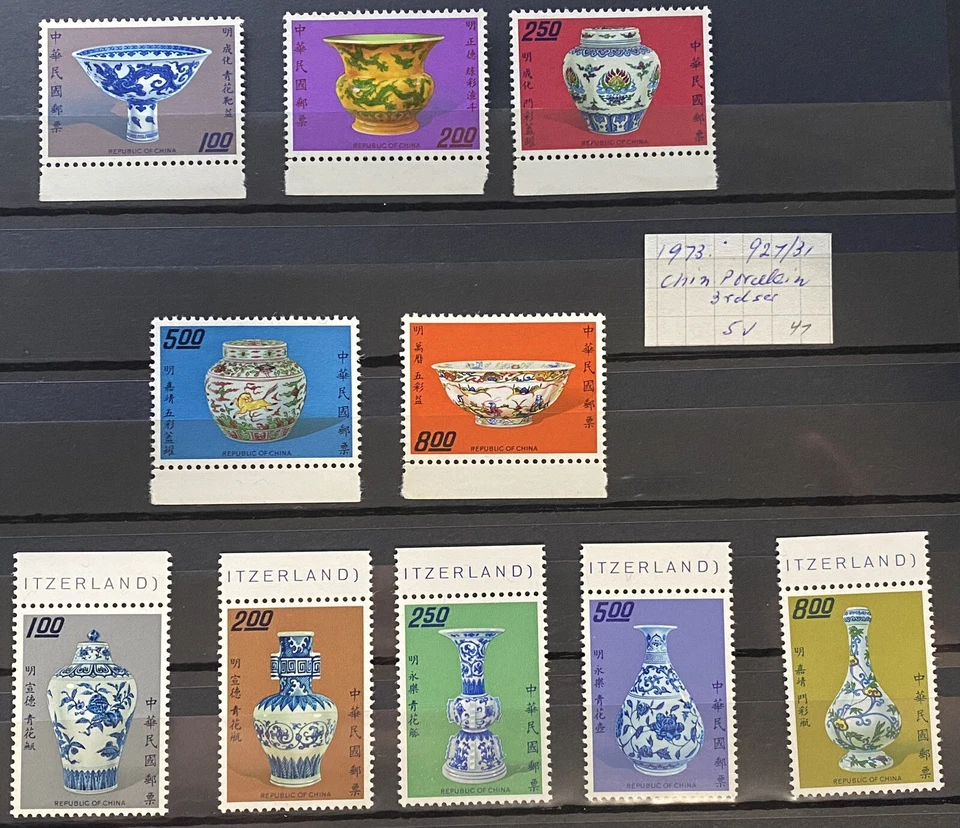 中華民國郵票
明 成化 青花靶盃
REPUBLIC OF CHINA
1.00
中華民國郵票
明 正德 綠彩渣斗
REPUBLIC OF CHINA
2.00
2.50
明 成化 鬥彩蓋罐
中華民國郵票
REPUBLIC OF CHINA
1973. 927/31
Chin Porcelein
3rd ser
5v 47
5.00
明 嘉靖 五彩蓋罐
中華民國郵票
REPUBLIC OF CHINA
明 萬曆 五彩盌
中華民國郵票
8.00
REPUBLIC OF CHINA
ITZERLAND)
1.00
明 宣德 青花瓶
中華民國郵票
REPUBLIC OF CHINA
ITZERLAND)
2.00
明 宣德 青花瓶
中華民國郵票
REPUBLIC OF CHINA
ITZERLAND)
2.50
明 永樂 青花觚
中華民國郵票
REPUBLIC OF CHINA
ITZERLAND)
5.00
明 永樂 青花壺
中華民國郵票
REPUBLIC OF CHINA
ITZERLAND)
8.00
明 嘉靖 鬥彩瓶
中華民國郵票
REPUBLIC OF CHINA